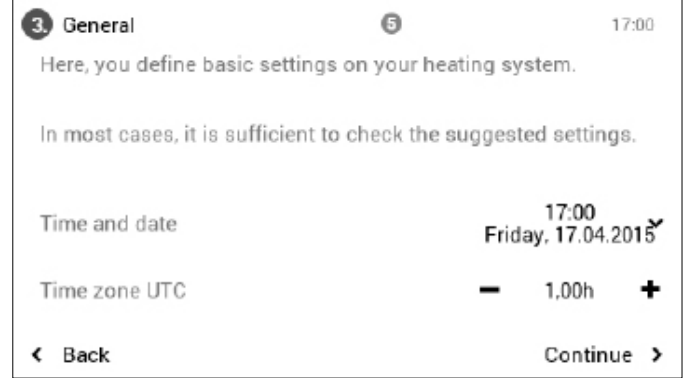 3. General 5 17:00
Here, you define basic settings on your heating system.
In most cases, it is sufficient to check the suggested settings.
17:00
Time and date Friday, 17.04.2015
Time zone UTC − 1,00h +
< Back Continue >